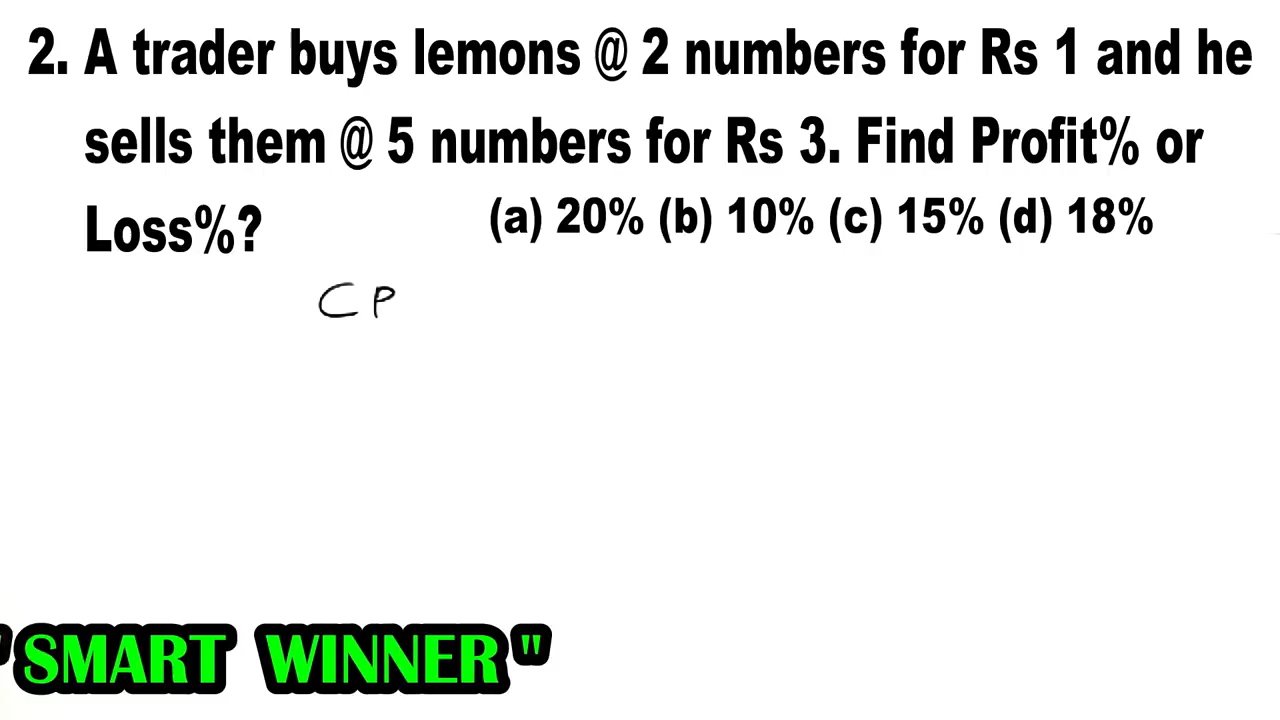 2. A trader buys lemons @ 2 numbers for Rs 1 and he
sells them @ 5 numbers for Rs 3. Find Profit% or
Loss%? (a) 20% (b) 10% (c) 15% (d) 18%
CP
" SMART WINNER "